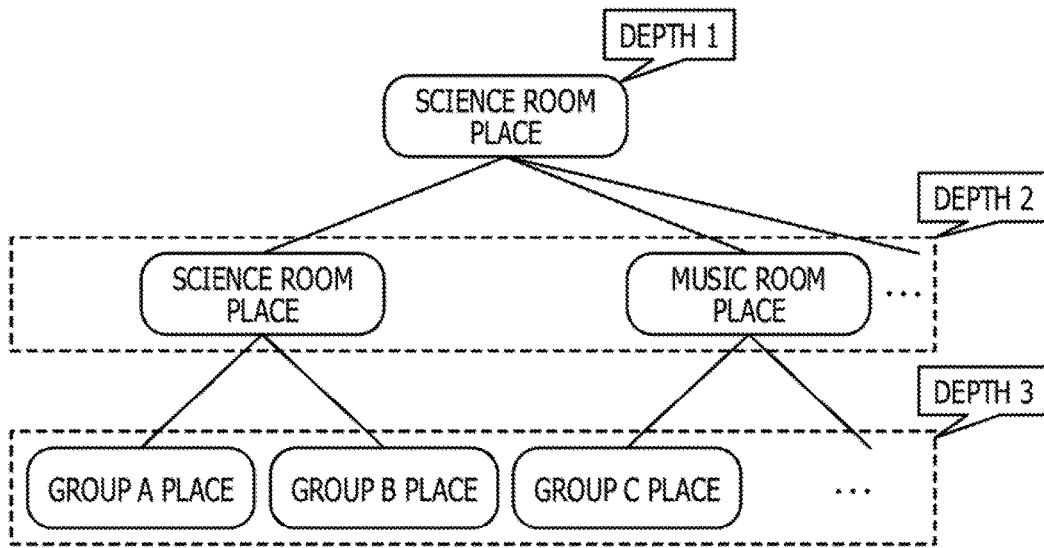 DEPTH 1
SCIENCE ROOM
PLACE
DEPTH 2
SCIENCE ROOM
PLACE
MUSIC ROOM
PLACE
...
DEPTH 3
GROUP A PLACE
GROUP B PLACE
GROUP C PLACE
...